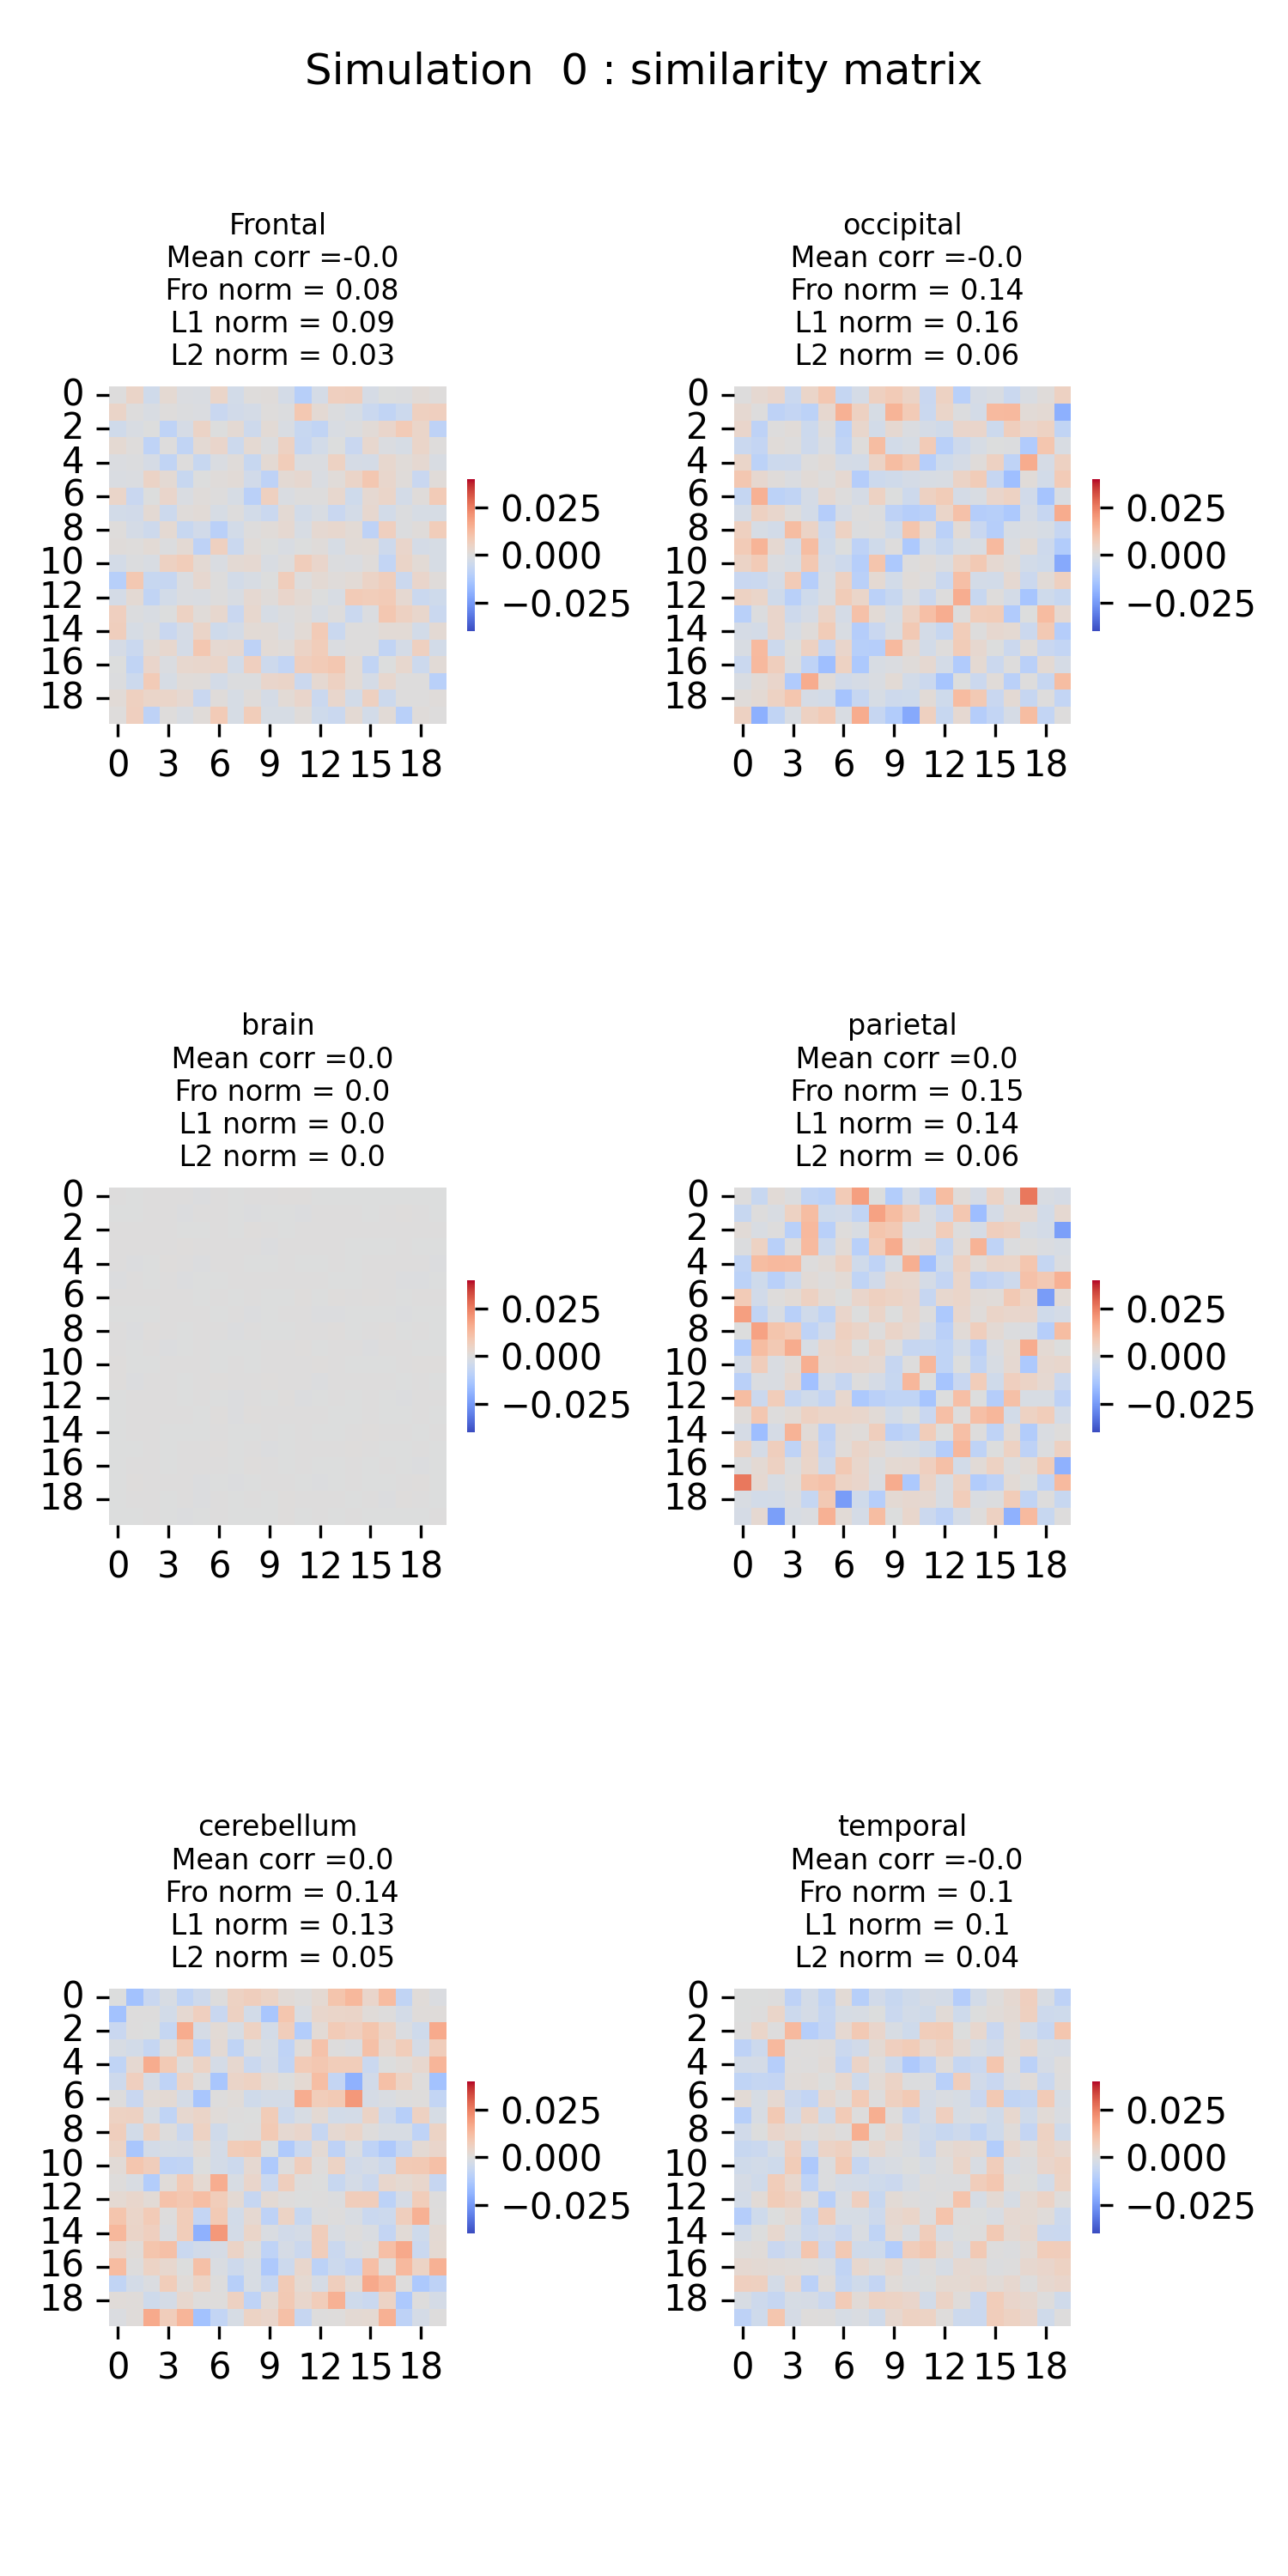 Simulation  0 : similarity matrix
Frontal
Mean corr =-0.0
Fro norm = 0.08
L1 norm = 0.09
L2 norm = 0.03
0
2
4
6
8
10
12
14
16
18
0 3 6 9 12 15 18
0.025
0.000
−0.025
occipital
Mean corr =-0.0
Fro norm = 0.14
L1 norm = 0.16
L2 norm = 0.06
0
2
4
6
8
10
12
14
16
18
0 3 6 9 12 15 18
0.025
0.000
−0.025
brain
Mean corr =0.0
Fro norm = 0.0
L1 norm = 0.0
L2 norm = 0.0
0
2
4
6
8
10
12
14
16
18
0 3 6 9 12 15 18
0.025
0.000
−0.025
parietal
Mean corr =0.0
Fro norm = 0.15
L1 norm = 0.14
L2 norm = 0.06
0
2
4
6
8
10
12
14
16
18
0 3 6 9 12 15 18
0.025
0.000
−0.025
cerebellum
Mean corr =0.0
Fro norm = 0.14
L1 norm = 0.13
L2 norm = 0.05
0
2
4
6
8
10
12
14
16
18
0 3 6 9 12 15 18
0.025
0.000
−0.025
temporal
Mean corr =-0.0
Fro norm = 0.1
L1 norm = 0.1
L2 norm = 0.04
0
2
4
6
8
10
12
14
16
18
0 3 6 9 12 15 18
0.025
0.000
−0.025